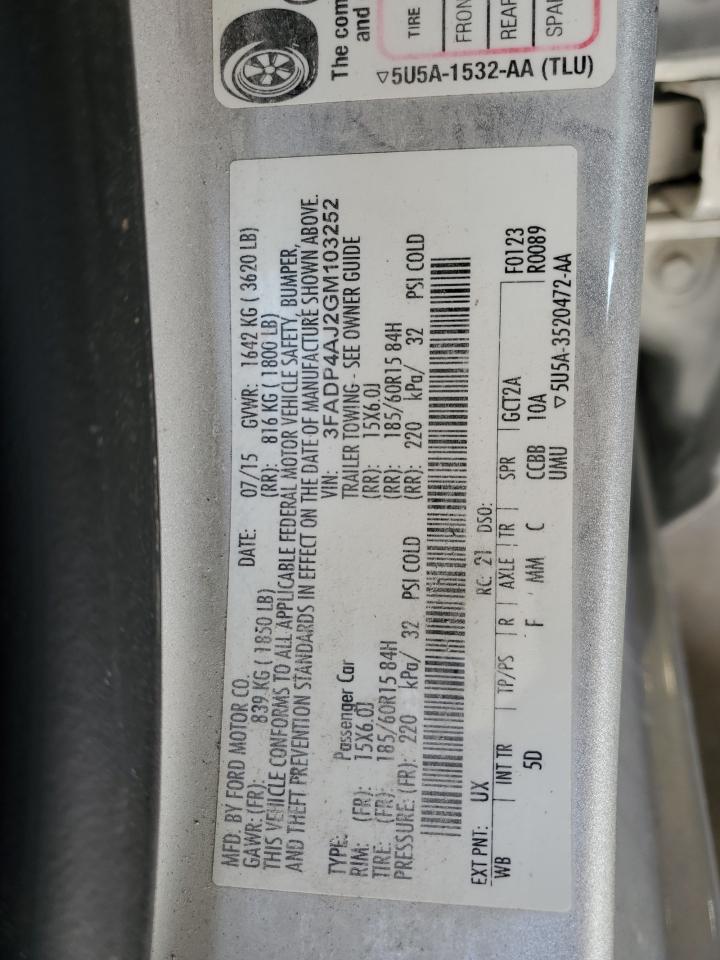 The com
and
TIRE
FRON
REAR
SPAR
▽5U5A-1532-AA (TLU)
MFD. BY FORD MOTOR CO.
DATE: 07/15 GVWR: 1642 KG ( 3620 LB)
GAWR: (FR): 839 KG ( 1850 LB) (RR): 816 KG ( 1800 LB)
THIS VEHICLE CONFORMS TO ALL APPLICABLE FEDERAL MOTOR VEHICLE SAFETY, BUMPER,
AND THEFT PREVENTION STANDARDS IN EFFECT ON THE DATE OF MANUFACTURE SHOWN ABOVE.
VIN: 3FADP4AJ2GM103252
TYPE: Passenger Car TRAILER TOWING - SEE OWNER GUIDE
RIM: (FR): 15X6.0J (RR): 15X6.0J
TIRE: (FR): 185/60R15 84H (RR): 185/60R15 84H
PRESSURE: (FR): 220 kPa/ 32 PSI COLD (RR): 220 kPa/ 32 PSI COLD
EXT PNT: UX RC: 21 DSO: F0123
WB INT TR TP/PS R AXLE TR SPR GCT2A R0089
5D F MM C CCBB 10A
UMU ▽5U5A-3520472-AA